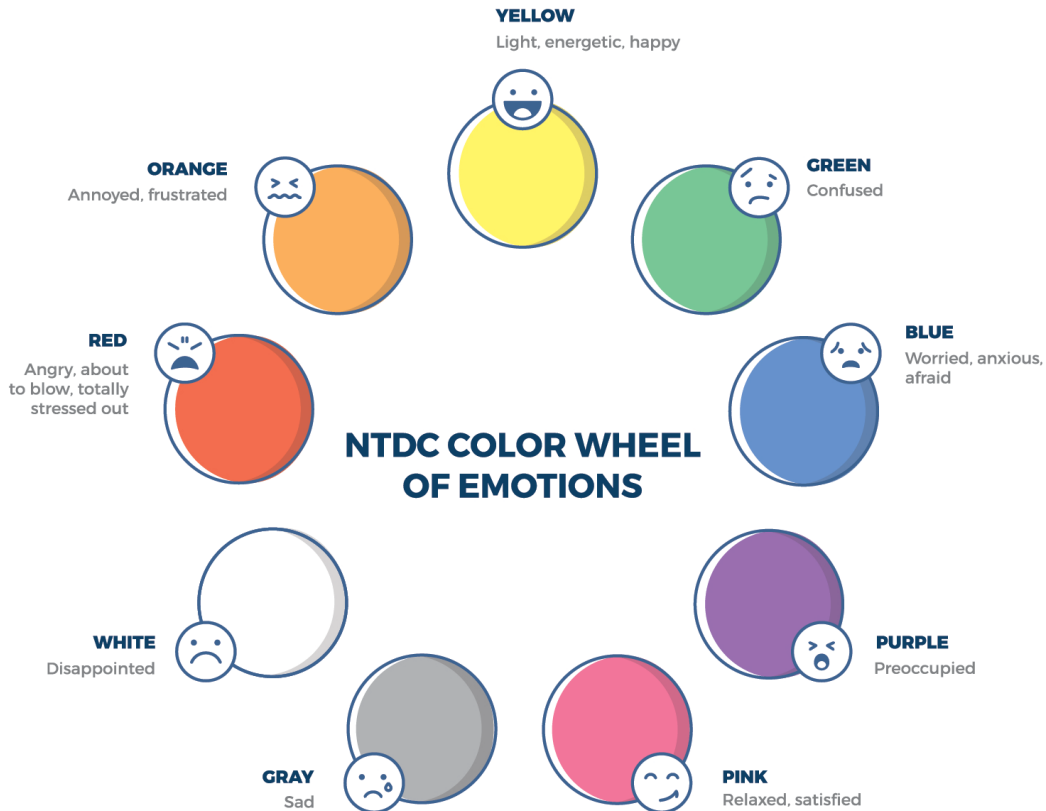 YELLOW
Light, energetic, happy
ORANGE
Annoyed, frustrated
GREEN
Confused
RED
Angry, about
to blow, totally
stressed out
BLUE
Worried, anxious,
afraid
NTDC COLOR WHEEL
OF EMOTIONS
WHITE
Disappointed
PURPLE
Preoccupied
GRAY
Sad
PINK
Relaxed, satisfied